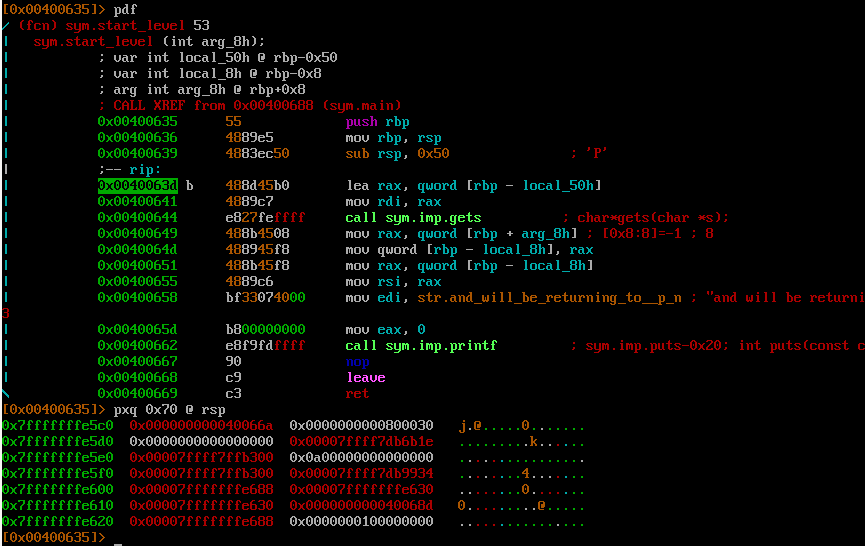 [0x00400635]> pdf
/ (fcn) sym.start_level 53
|   sym.start_level (int arg_8h);
|           ; var int local_50h @ rbp-0x50
|           ; var int local_8h @ rbp-0x8
|           ; arg int arg_8h @ rbp+0x8
|           ; CALL XREF from 0x00400688 (sym.main)
|           0x00400635      55             push rbp
|           0x00400636      4889e5         mov rbp, rsp
|           0x00400639      4883ec50       sub rsp, 0x50               ; 'P'
|           ;-- rip:
|           0x0040063d b    488d45b0       lea rax, qword [rbp - local_50h]
|           0x00400641      4889c7         mov rdi, rax
|           0x00400644      e827feffff     call sym.imp.gets          ; char*gets(char *s);
|           0x00400649      488b4508       mov rax, qword [rbp + arg_8h] ; [0x8:8]=-1 ; 8
|           0x0040064d      488945f8       mov qword [rbp - local_8h], rax
|           0x00400651      488b45f8       mov rax, qword [rbp - local_8h]
|           0x00400655      4889c6         mov rsi, rax
|           0x00400658      bf33074000     mov edi, str.and_will_be_returning_to__p_n ; "and will be returni
3
|           0x0040065d      b800000000     mov eax, 0
|           0x00400662      e8f9fdffff     call sym.imp.printf         ; sym.imp.puts-0x20; int puts(const c
|           0x00400667      90             nop
|           0x00400668      c9             leave
\           0x00400669      c3             ret
[0x00400635]> pxq 0x70 @ rsp
0x7fffffffe5c0  0x000000000040066a  0x0000000000800030   j.@.....0.......
0x7fffffffe5d0  0x0000000000000000  0x00007ffff7db6b1e   .........k......
0x7fffffffe5e0  0x00007ffff7ffb300  0x0a00000000000000   ................
0x7fffffffe5f0  0x00007ffff7ffb300  0x00007ffff7db9934   ........4.......
0x7fffffffe600  0x00007fffffffe688  0x00007fffffffe630   ........0.......
0x7fffffffe610  0x00007fffffffe630  0x000000000040068d   0.........@.....
0x7fffffffe620  0x00007fffffffe688  0x0000000100000000   ................
[0x00400635]>